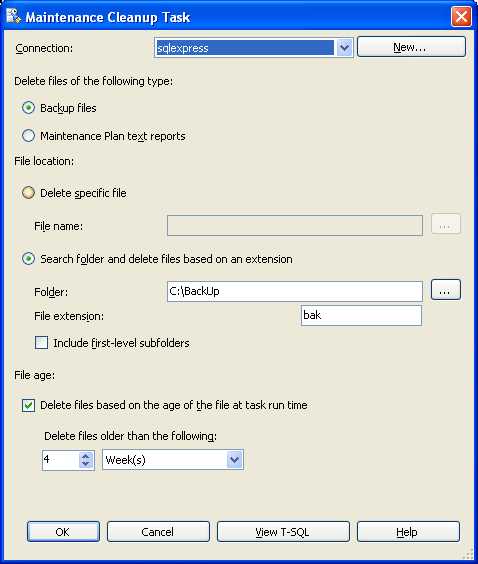 Maintenance Cleanup Task
Connection: sqlexpress New...
Delete files of the following type:
Backup files
Maintenance Plan text reports
File location:
Delete specific file
File name: ...
Search folder and delete files based on an extension
Folder: C:\BackUp ...
File extension: bak
Include first-level subfolders
File age:
Delete files based on the age of the file at task run time
Delete files older than the following:
4 Week(s)
OK Cancel View T-SQL Help